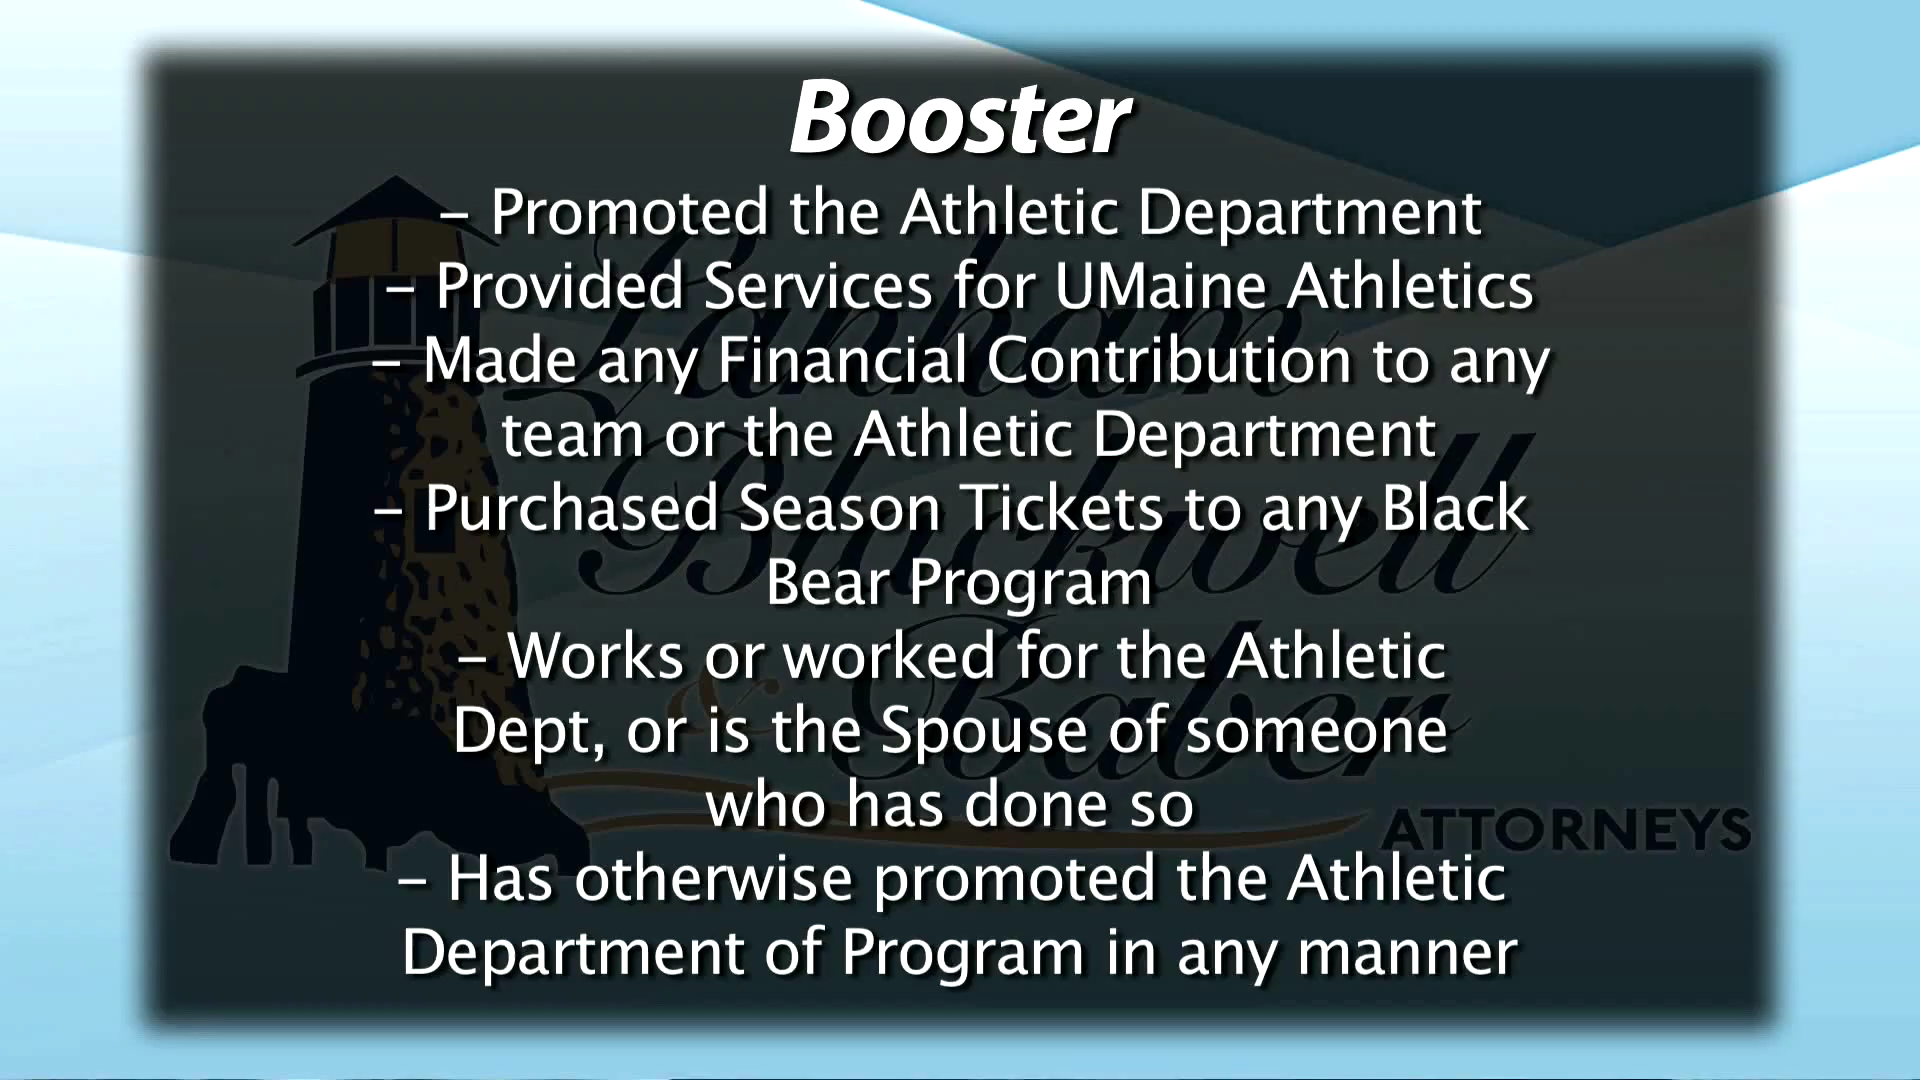 Booster
– Promoted the Athletic Department
– Provided Services for UMaine Athletics
– Made any Financial Contribution to any
team or the Athletic Department
– Purchased Season Tickets to any Black
Bear Program
– Works or worked for the Athletic
Dept, or is the Spouse of someone
who has done so
– Has otherwise promoted the Athletic
Department of Program in any manner
Lanham
Blackwell
& Baber
ATTORNEYS